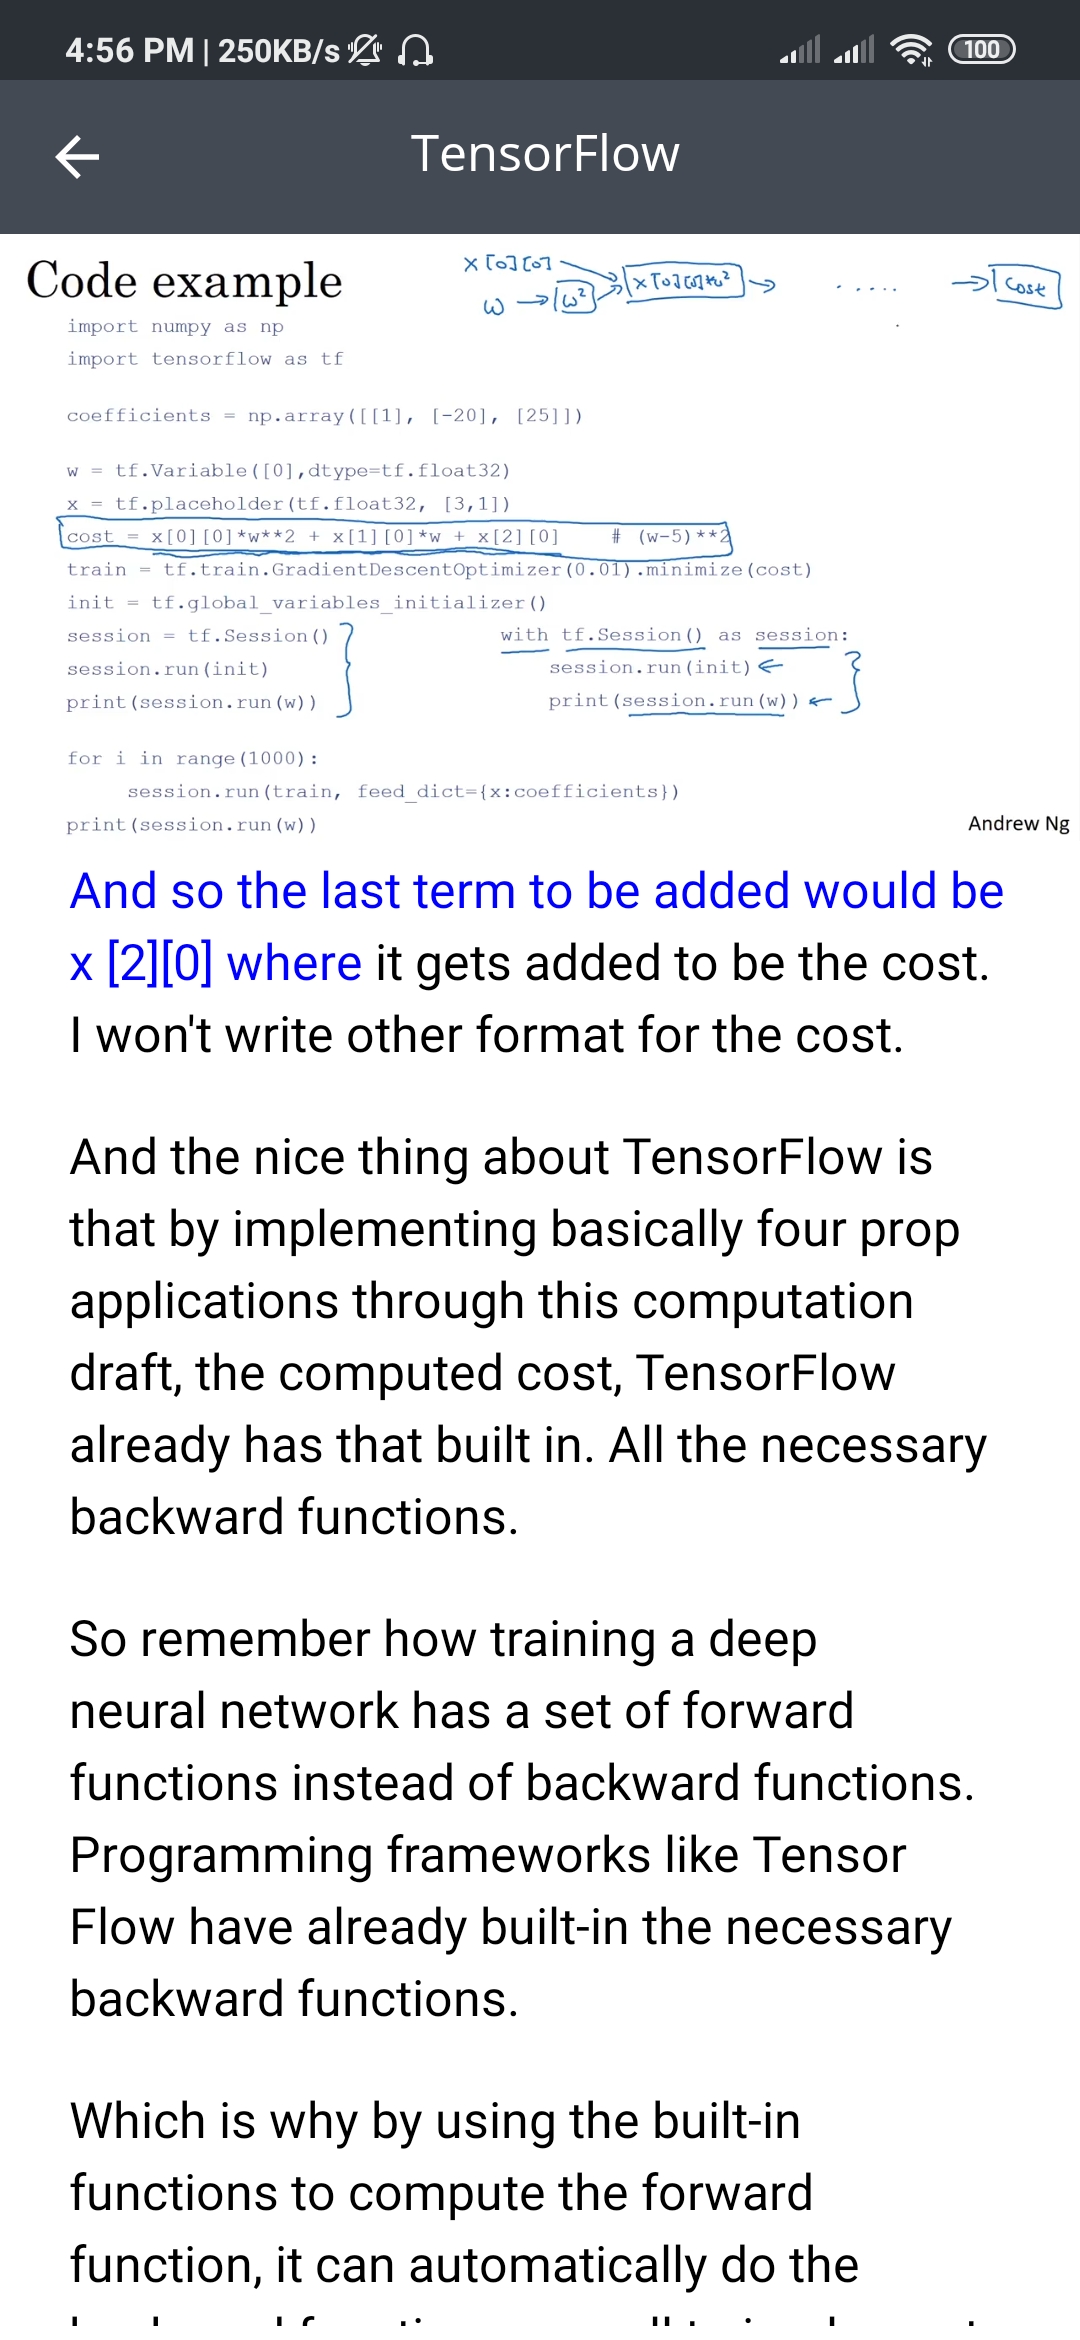 4:56 PM | 250KB/s 100
TensorFlow
Code example
x[0][0]
w → w² x[0][0]*w² → ..... → cost
import numpy as np
import tensorflow as tf
coefficients = np.array([[1], [-20], [25]])
w = tf.Variable([0],dtype=tf.float32)
x = tf.placeholder(tf.float32, [3,1])
cost = x[0][0]*w**2 + x[1][0]*w + x[2][0] # (w-5)**2
train = tf.train.GradientDescentOptimizer(0.01).minimize(cost)
init = tf.global_variables_initializer()
session = tf.Session()
session.run(init)
print(session.run(w))
with tf.Session() as session:
session.run(init)
print(session.run(w))
for i in range(1000):
session.run(train, feed_dict={x:coefficients})
print(session.run(w))
Andrew Ng
And so the last term to be added would be
x [2][0] where it gets added to be the cost.
I won't write other format for the cost.
And the nice thing about TensorFlow is
that by implementing basically four prop
applications through this computation
draft, the computed cost, TensorFlow
already has that built in. All the necessary
backward functions.
So remember how training a deep
neural network has a set of forward
functions instead of backward functions.
Programming frameworks like Tensor
Flow have already built-in the necessary
backward functions.
Which is why by using the built-in
functions to compute the forward
function, it can automatically do the